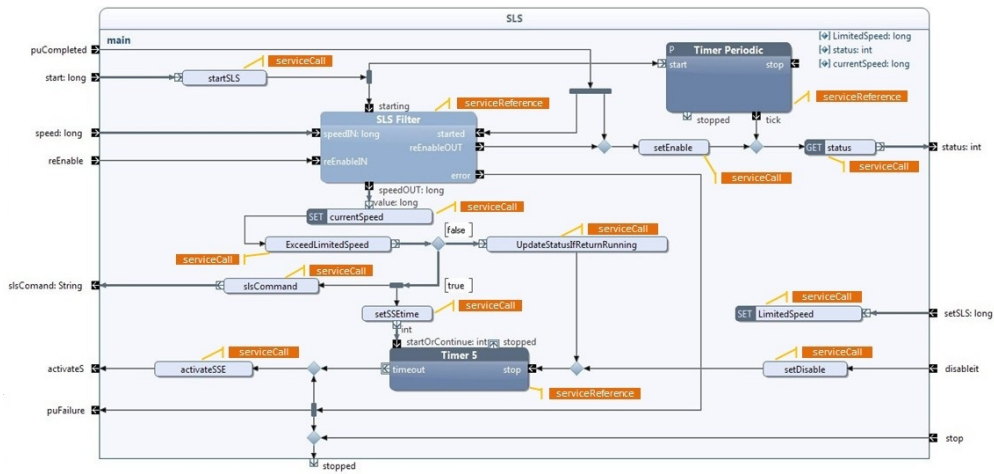 SLS
main
[ LimitedSpeed: long
[ status: int
[ currentSpeed: long
puCompleted
P
Timer Periodic
serviceCall
start: long
startSLS
start
stop
starting
serviceReference
serviceReference
SLS Filter
stopped
tick
speed: long
speedIN: long
started
reEnableOUT
setEnable
GET status
status: int
reEnable
reEnableIN
error
serviceCall
serviceCall
speedOUT: long
value: long
serviceCall
SET currentSpeed
[false]
serviceCall
ExceedLimitedSpeed
UpdateStatusIfReturnRunning
serviceCall
serviceCall
slsComand: String
slsCommand
[true]
serviceCall
serviceCall
setSSEtime
SET LimitedSpeed
setSLS: long
int
startOrContinue: int
stopped
serviceCall
Timer 5
serviceCall
activateS
activateSSE
timeout
stop
setDisable
disableit
serviceReference
puFailure
stop
stopped